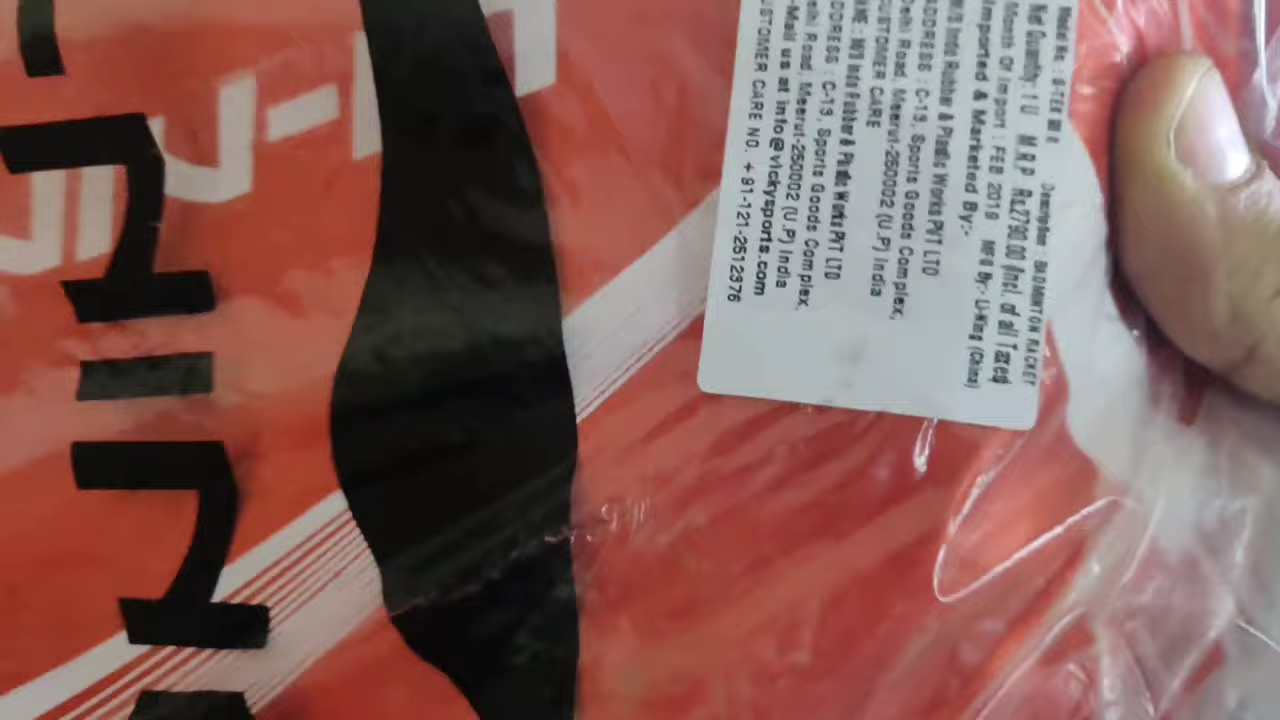 Model No. : G-TEK
Description : BADMINTON RACKET
Net Quantity : 1 U M.R.P Rs.2790.00 (Incl. of all Taxes)
Month Of Import : FEB 2019 MFG By:- Li-Ning (China)
Imported & Marketed By:-
M/S Indo Rubber & Plastic Works PVT LTD
ADDRESS : C-13, Sports Goods Complex,
Delhi Road, Meerut-250002 (U.P) India
CUSTOMER CARE
NAME : M/S Indo Rubber & Plastic Works PVT LTD
ADDRESS : C-13, Sports Goods Complex,
Delhi Road, Meerut-250002 (U.P) India
E-Mail us at info@vickysports.com
CUSTOMER CARE NO. +91-121-2512376